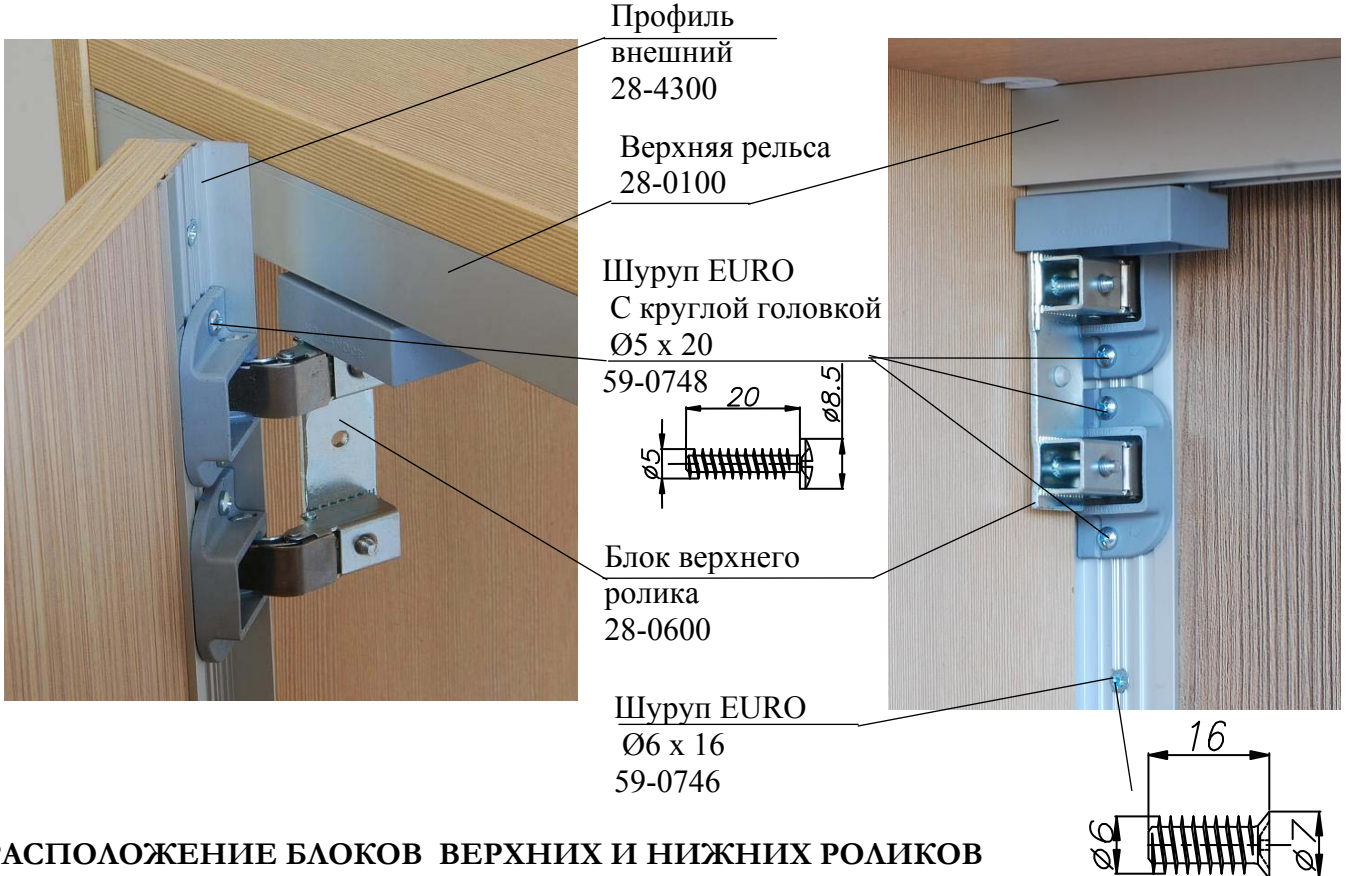 Профиль
внешний
28-4300
Верхняя рельса
28-0100
Шуруп EURO
С круглой головкой
Ø5 x 20
59-0748
20
ø8.5
ø5
Блок верхнего
ролика
28-0600
Шуруп EURO
Ø6 x 16
59-0746
16
ø6
ø7
РАСПОЛОЖЕНИЕ БЛОКОВ ВЕРХНИХ И НИЖНИХ РОЛИКОВ